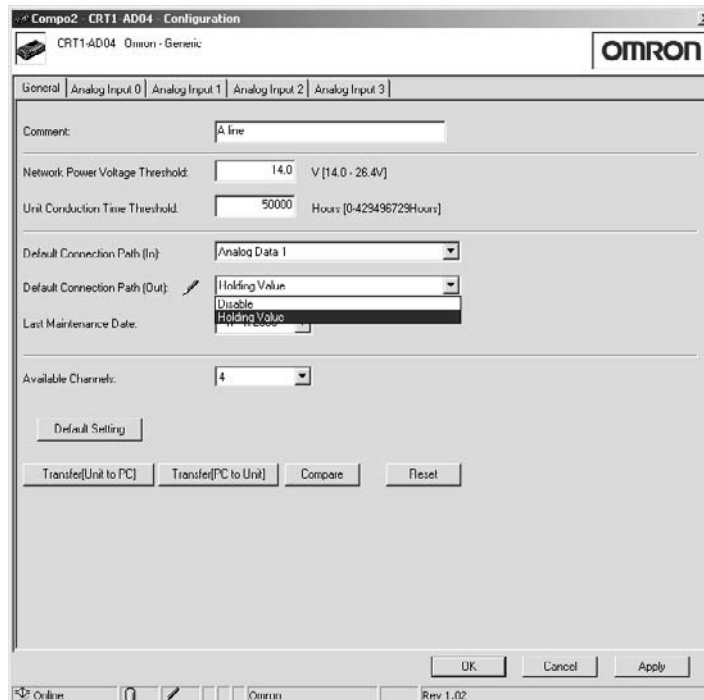 Compo2 - CRT1-AD04 - Configuration
CRT1-AD04 Omron - Generic
OMRON
General Analog Input 0 Analog Input 1 Analog Input 2 Analog Input 3
Comment: A line
Network Power Voltage Threshold: 14.0 V [14.0 - 26.4V]
Unit Conduction Time Threshold: 50000 Hours [0-429496729Hours]
Default Connection Path (In): Analog Data 1
Default Connection Path (Out): Holding Value
Disable
Holding Value
Last Maintenance Date:
Available Channels: 4
Default Setting
Transfer[Unit to PC] Transfer[PC to Unit] Compare Reset
OK Cancel Apply
Online Omron Rev 1.02